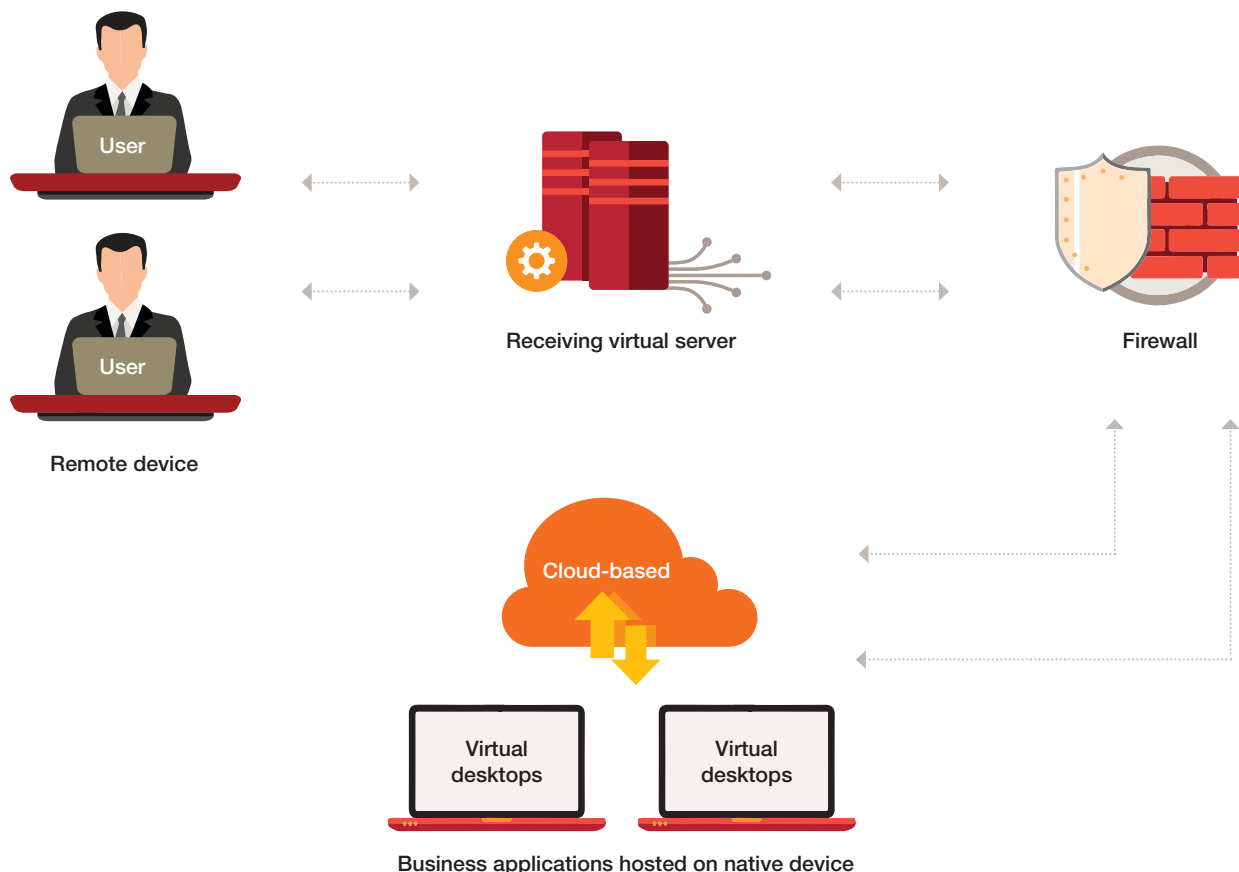 User
User
Remote device
Receiving virtual server
Firewall
Cloud-based
Virtual
desktops
Virtual
desktops
Business applications hosted on native device